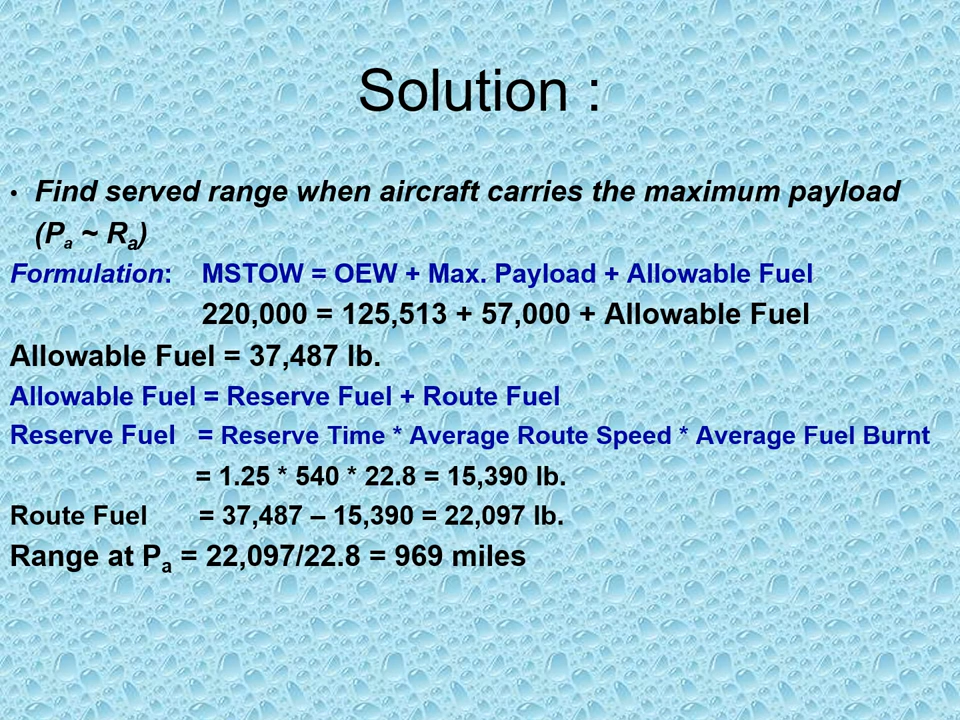 Solution :
• Find served range when aircraft carries the maximum payload
(Pa ~ Ra)
Formulation: MSTOW = OEW + Max. Payload + Allowable Fuel
220,000 = 125,513 + 57,000 + Allowable Fuel
Allowable Fuel = 37,487 lb.
Allowable Fuel = Reserve Fuel + Route Fuel
Reserve Fuel = Reserve Time * Average Route Speed * Average Fuel Burnt
= 1.25 * 540 * 22.8 = 15,390 lb.
Route Fuel = 37,487 – 15,390 = 22,097 lb.
Range at Pa = 22,097/22.8 = 969 miles